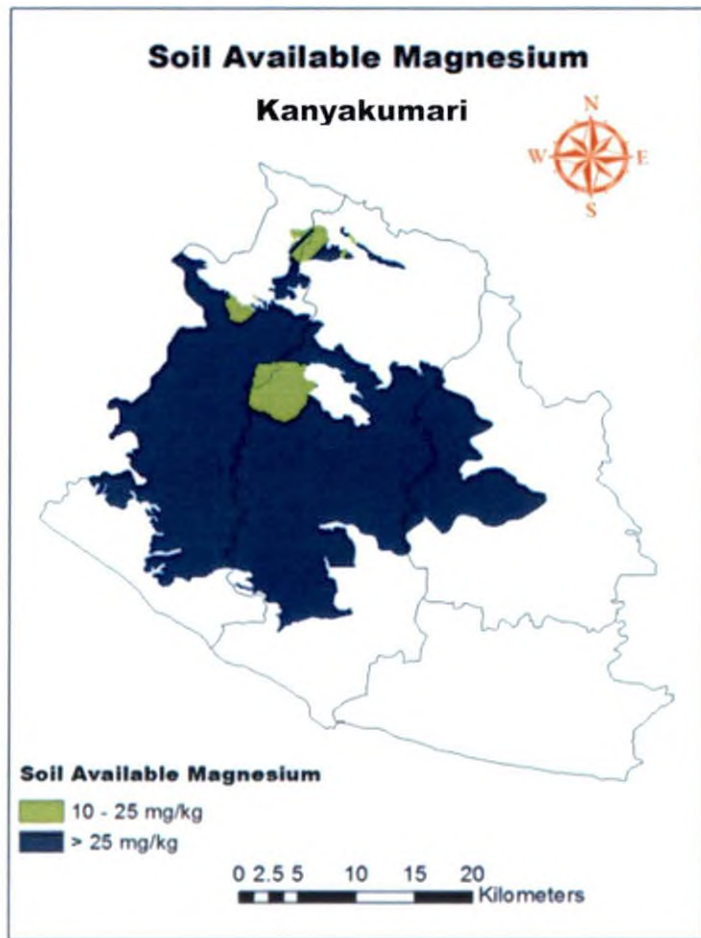 Soil Available Magnesium
Kanyakumari
N
W E
S
Soil Available Magnesium
10 - 25 mg/kg
> 25 mg/kg
0 2.5 5 10 15 20
Kilometers